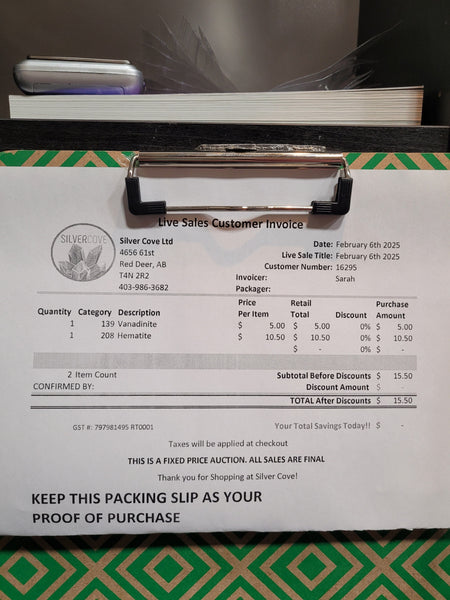 Live Sales Customer Invoice
SILVERCOVE
Silver Cove Ltd
4656 61st
Red Deer, AB
T4N 2R2
403-986-3682
Date: February 6th 2025
Live Sale Title: February 6th 2025
Customer Number: 16295
Invoicer: Sarah
Packager:
Quantity Category Description Price Per Item Retail Total Discount Purchase Amount
1 139 Vanadinite $ 5.00 $ 5.00 0% $ 5.00
1 208 Hematite $ 10.50 $ 10.50 0% $ 10.50
$ - 0% $ -
2 Item Count Subtotal Before Discounts $ 15.50
CONFIRMED BY: Discount Amount $ -
TOTAL After Discounts $ 15.50
GST #: 797981495 RT0001 Your Total Savings Today!! $ -
Taxes will be applied at checkout
THIS IS A FIXED PRICE AUCTION. ALL SALES ARE FINAL
Thank you for Shopping at Silver Cove!
KEEP THIS PACKING SLIP AS YOUR
PROOF OF PURCHASE